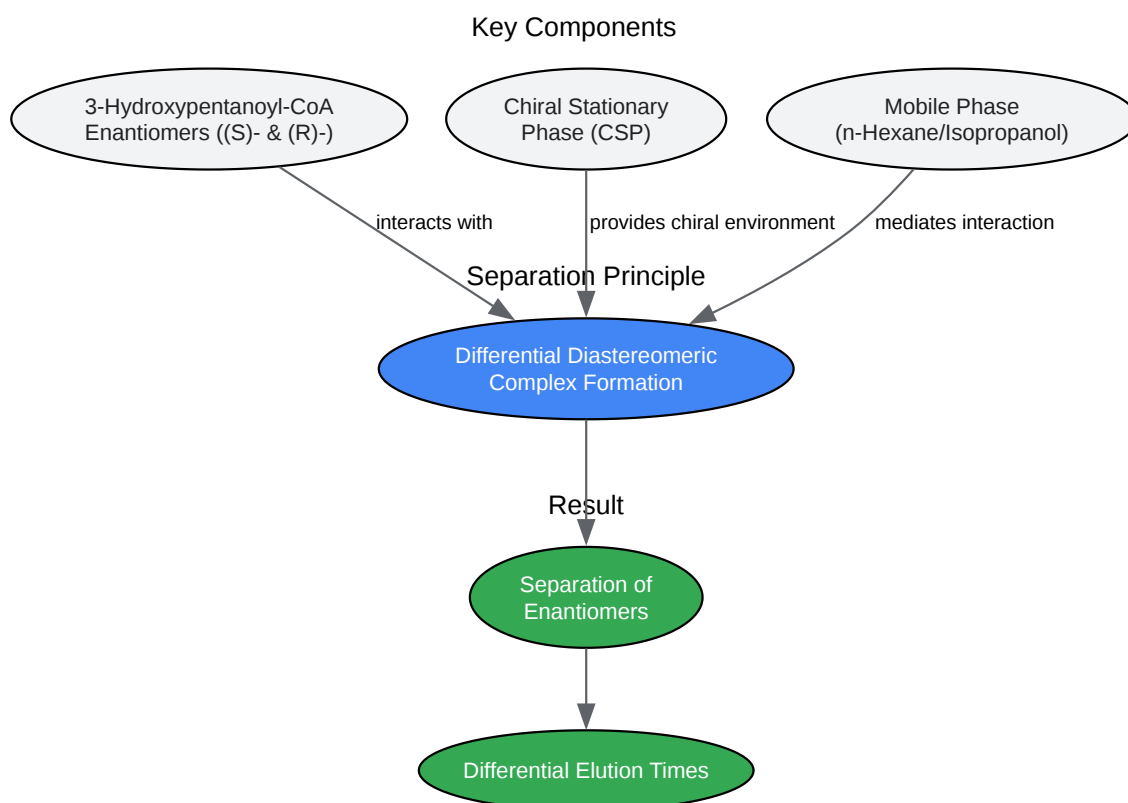 Key Components
3-Hydroxypentanoyl-CoA
Enantiomers ((S)- & (R)-)
Chiral Stationary
Phase (CSP)
Mobile Phase
(n-Hexane/Isopropanol)
interacts with
provides chiral environment
mediates interaction
Separation Principle
Differential Diastereomeric
Complex Formation
Result
Separation of
Enantiomers
Differential Elution Times